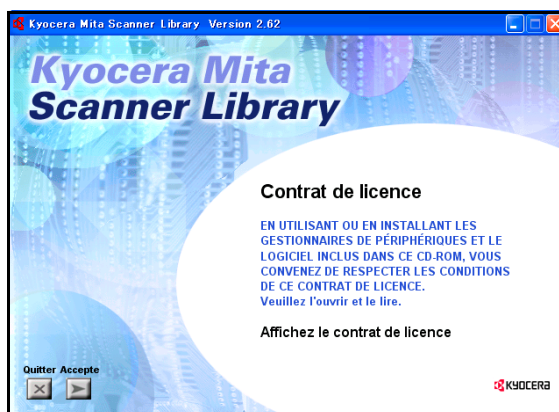 Kyocera Mita Scanner Library Version 2.62
Kyocera Mita
Scanner Library
Contrat de licence
EN UTILISANT OU EN INSTALLANT LES
GESTIONNAIRES DE PÉRIPHÉRIQUES ET LE
LOGICIEL INCLUS DANS CE CD-ROM, VOUS
CONVENEZ DE RESPECTER LES CONDITIONS
DE CE CONTRAT DE LICENCE.
Veuillez l'ouvrir et le lire.
Affichez le contrat de licence
Quitter Accepte
KYOCERA